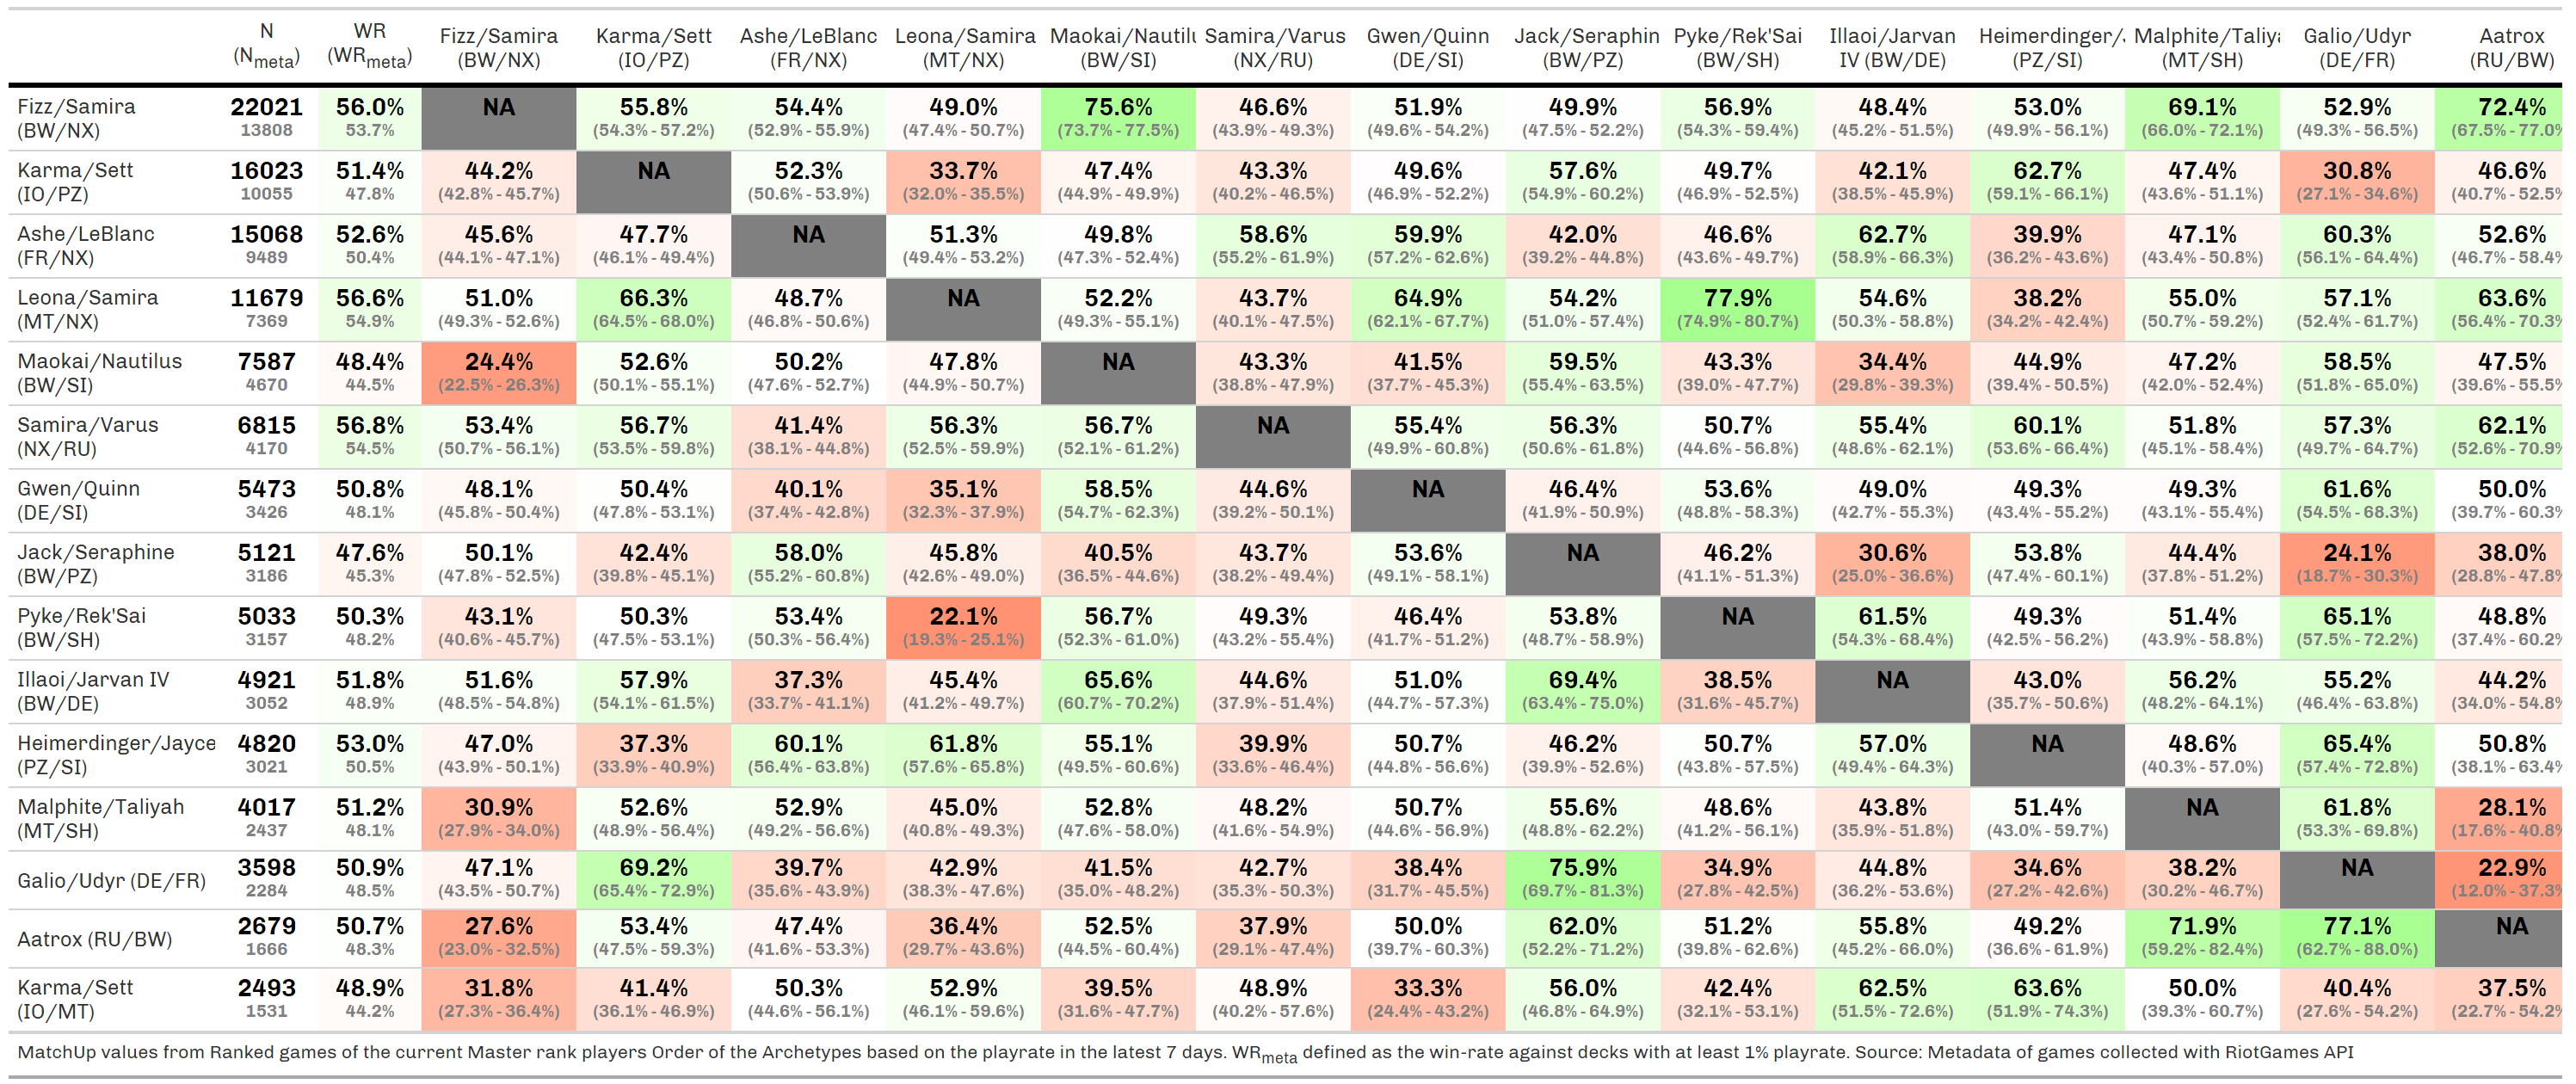 N WR Fizz/Samira Karma/Sett Ashe/LeBlanc Leona/Samira Maokai/Nautilu Samira/Varus Gwen/Quinn Jack/Seraphin Pyke/Rek'Sai Illaoi/Jarvan Heimerdinger/J Malphite/Taliya Galio/Udyr Aatrox
(Nmeta) (WRmeta) (BW/NX) (IO/PZ) (FR/NX) (MT/NX) (BW/SI) (NX/RU) (DE/SI) (BW/PZ) (BW/SH) IV (BW/DE) (PZ/SI) (MT/SH) (DE/FR) (RU/BW)
Fizz/Samira 22021 56.0% NA 55.8% 54.4% 49.0% 75.6% 46.6% 51.9% 49.9% 56.9% 48.4% 53.0% 69.1% 52.9% 72.4%
(BW/NX) 13808 53.7% (54.3% - 57.2%) (52.9% - 55.9%) (47.4% - 50.7%) (73.7% - 77.5%) (43.9% - 49.3%) (49.6% - 54.2%) (47.5% - 52.2%) (54.3% - 59.4%) (45.2% - 51.5%) (49.9% - 56.1%) (66.0% - 72.1%) (49.3% - 56.5%) (67.5% - 77.0%
Karma/Sett 16023 51.4% 44.2% NA 52.3% 33.7% 47.4% 43.3% 49.6% 57.6% 49.7% 42.1% 62.7% 47.4% 30.8% 46.6%
(IO/PZ) 10055 47.8% (42.8% - 45.7%) (50.6% - 53.9%) (32.0% - 35.5%) (44.9% - 49.9%) (40.2% - 46.5%) (46.9% - 52.2%) (54.9% - 60.2%) (46.9% - 52.5%) (38.5% - 45.9%) (59.1% - 66.1%) (43.6% - 51.1%) (27.1% - 34.6%) (40.7% - 52.5%
Ashe/LeBlanc 15068 52.6% 45.6% 47.7% NA 51.3% 49.8% 58.6% 59.9% 42.0% 46.6% 62.7% 39.9% 47.1% 60.3% 52.6%
(FR/NX) 9489 50.4% (44.1% - 47.1%) (46.1% - 49.4%) (49.4% - 53.2%) (47.3% - 52.4%) (55.2% - 61.9%) (57.2% - 62.6%) (39.2% - 44.8%) (43.6% - 49.7%) (58.9% - 66.3%) (36.2% - 43.6%) (43.4% - 50.8%) (56.1% - 64.4%) (46.7% - 58.4%
Leona/Samira 11679 56.6% 51.0% 66.3% 48.7% NA 52.2% 43.7% 64.9% 54.2% 77.9% 54.6% 38.2% 55.0% 57.1% 63.6%
(MT/NX) 7369 54.9% (49.3% - 52.6%) (64.5% - 68.0%) (46.8% - 50.6%) (49.3% - 55.1%) (40.1% - 47.5%) (62.1% - 67.7%) (51.0% - 57.4%) (74.9% - 80.7%) (50.3% - 58.8%) (34.2% - 42.4%) (50.7% - 59.2%) (52.4% - 61.7%) (56.4% - 70.3%
Maokai/Nautilus 7587 48.4% 24.4% 52.6% 50.2% 47.8% NA 43.3% 41.5% 59.5% 43.3% 34.4% 44.9% 47.2% 58.5% 47.5%
(BW/SI) 4670 44.5% (22.5% - 26.3%) (50.1% - 55.1%) (47.6% - 52.7%) (44.9% - 50.7%) (38.8% - 47.9%) (37.7% - 45.3%) (55.4% - 63.5%) (39.0% - 47.7%) (29.8% - 39.3%) (39.4% - 50.5%) (42.0% - 52.4%) (51.8% - 65.0%) (39.6% - 55.5%
Samira/Varus 6815 56.8% 53.4% 56.7% 41.4% 56.3% 56.7% NA 55.4% 56.3% 50.7% 55.4% 60.1% 51.8% 57.3% 62.1%
(NX/RU) 4170 54.5% (50.7% - 56.1%) (53.5% - 59.8%) (38.1% - 44.8%) (52.5% - 59.9%) (52.1% - 61.2%) (49.9% - 60.8%) (50.6% - 61.8%) (44.6% - 56.8%) (48.6% - 62.1%) (53.6% - 66.4%) (45.1% - 58.4%) (49.7% - 64.7%) (52.6% - 70.9%
Gwen/Quinn 5473 50.8% 48.1% 50.4% 40.1% 35.1% 58.5% 44.6% NA 46.4% 53.6% 49.0% 49.3% 49.3% 61.6% 50.0%
(DE/SI) 3426 48.1% (45.8% - 50.4%) (47.8% - 53.1%) (37.4% - 42.8%) (32.3% - 37.9%) (54.7% - 62.3%) (39.2% - 50.1%) (41.9% - 50.9%) (48.8% - 58.3%) (42.7% - 55.3%) (43.4% - 55.2%) (43.1% - 55.4%) (54.5% - 68.3%) (39.7% - 60.3%
Jack/Seraphine 5121 47.6% 50.1% 42.4% 58.0% 45.8% 40.5% 43.7% 53.6% NA 46.2% 30.6% 53.8% 44.4% 24.1% 38.0%
(BW/PZ) 3186 45.3% (47.8% - 52.5%) (39.8% - 45.1%) (55.2% - 60.8%) (42.6% - 49.0%) (36.5% - 44.6%) (38.2% - 49.4%) (49.1% - 58.1%) (41.1% - 51.3%) (25.0% - 36.6%) (47.4% - 60.1%) (37.8% - 51.2%) (18.7% - 30.3%) (28.8% - 47.8%
Pyke/Rek'Sai 5033 50.3% 43.1% 50.3% 53.4% 22.1% 56.7% 49.3% 46.4% 53.8% NA 61.5% 49.3% 51.4% 65.1% 48.8%
(BW/SH) 3157 48.2% (40.6% - 45.7%) (47.5% - 53.1%) (50.3% - 56.4%) (19.3% - 25.1%) (52.3% - 61.0%) (43.2% - 55.4%) (41.7% - 51.2%) (48.7% - 58.9%) (54.3% - 68.4%) (42.5% - 56.2%) (43.9% - 58.8%) (57.5% - 72.2%) (37.4% - 60.2%
Illaoi/Jarvan IV 4921 51.8% 51.6% 57.9% 37.3% 45.4% 65.6% 44.6% 51.0% 69.4% 38.5% NA 43.0% 56.2% 55.2% 44.2%
(BW/DE) 3052 48.9% (48.5% - 54.8%) (54.1% - 61.5%) (33.7% - 41.1%) (41.2% - 49.7%) (60.7% - 70.2%) (37.9% - 51.4%) (44.7% - 57.3%) (63.4% - 75.0%) (31.6% - 45.7%) (35.7% - 50.6%) (48.2% - 64.1%) (46.4% - 63.8%) (34.0% - 54.8%
Heimerdinger/Jayce 4820 53.0% 47.0% 37.3% 60.1% 61.8% 55.1% 39.9% 50.7% 46.2% 50.7% 57.0% NA 48.6% 65.4% 50.8%
(PZ/SI) 3021 50.5% (43.9% - 50.1%) (33.9% - 40.9%) (56.4% - 63.8%) (57.6% - 65.8%) (49.5% - 60.6%) (33.6% - 46.4%) (44.8% - 56.6%) (39.9% - 52.6%) (43.8% - 57.5%) (49.4% - 64.3%) (40.3% - 57.0%) (57.4% - 72.8%) (38.1% - 63.4%
Malphite/Taliyah 4017 51.2% 30.9% 52.6% 52.9% 45.0% 52.8% 48.2% 50.7% 55.6% 48.6% 43.8% 51.4% NA 61.8% 28.1%
(MT/SH) 2437 48.1% (27.9% - 34.0%) (48.9% - 56.4%) (49.2% - 56.6%) (40.8% - 49.3%) (47.6% - 58.0%) (41.6% - 54.9%) (44.6% - 56.9%) (48.8% - 62.2%) (41.2% - 56.1%) (35.9% - 51.8%) (43.0% - 59.7%) (53.3% - 69.8%) (17.6% - 40.8%
Galio/Udyr (DE/FR) 3598 50.9% 47.1% 69.2% 39.7% 42.9% 41.5% 42.7% 38.4% 75.9% 34.9% 44.8% 34.6% 38.2% NA 22.9%
2284 48.5% (43.5% - 50.7%) (65.4% - 72.9%) (35.6% - 43.9%) (38.3% - 47.6%) (35.0% - 48.2%) (35.3% - 50.3%) (31.7% - 45.5%) (69.7% - 81.3%) (27.8% - 42.5%) (36.2% - 53.6%) (27.2% - 42.6%) (30.2% - 46.7%) (12.0% - 37.3%
Aatrox (RU/BW) 2679 50.7% 27.6% 53.4% 47.4% 36.4% 52.5% 37.9% 50.0% 62.0% 51.2% 55.8% 49.2% 71.9% 77.1% NA
1666 48.3% (23.0% - 32.5%) (47.5% - 59.3%) (41.6% - 53.3%) (29.7% - 43.6%) (44.5% - 60.4%) (29.1% - 47.4%) (39.7% - 60.3%) (52.2% - 71.2%) (39.8% - 62.6%) (45.2% - 66.0%) (36.6% - 61.9%) (59.2% - 82.4%) (62.7% - 88.0%)
Karma/Sett 2493 48.9% 31.8% 41.4% 50.3% 52.9% 39.5% 48.9% 33.3% 56.0% 42.4% 62.5% 63.6% 50.0% 40.4% 37.5%
(IO/MT) 1531 44.2% (27.3% - 36.4%) (36.1% - 46.9%) (44.6% - 56.1%) (46.1% - 59.6%) (31.6% - 47.7%) (40.2% - 57.6%) (24.4% - 43.2%) (46.8% - 64.9%) (32.1% - 53.1%) (51.5% - 72.6%) (51.9% - 74.3%) (39.3% - 60.7%) (27.6% - 54.2%) (22.7% - 54.2%
MatchUp values from Ranked games of the current Master rank players Order of the Archetypes based on the playrate in the latest 7 days. WRmeta defined as the win-rate against decks with at least 1% playrate. Source: Metadata of games collected with RiotGames API